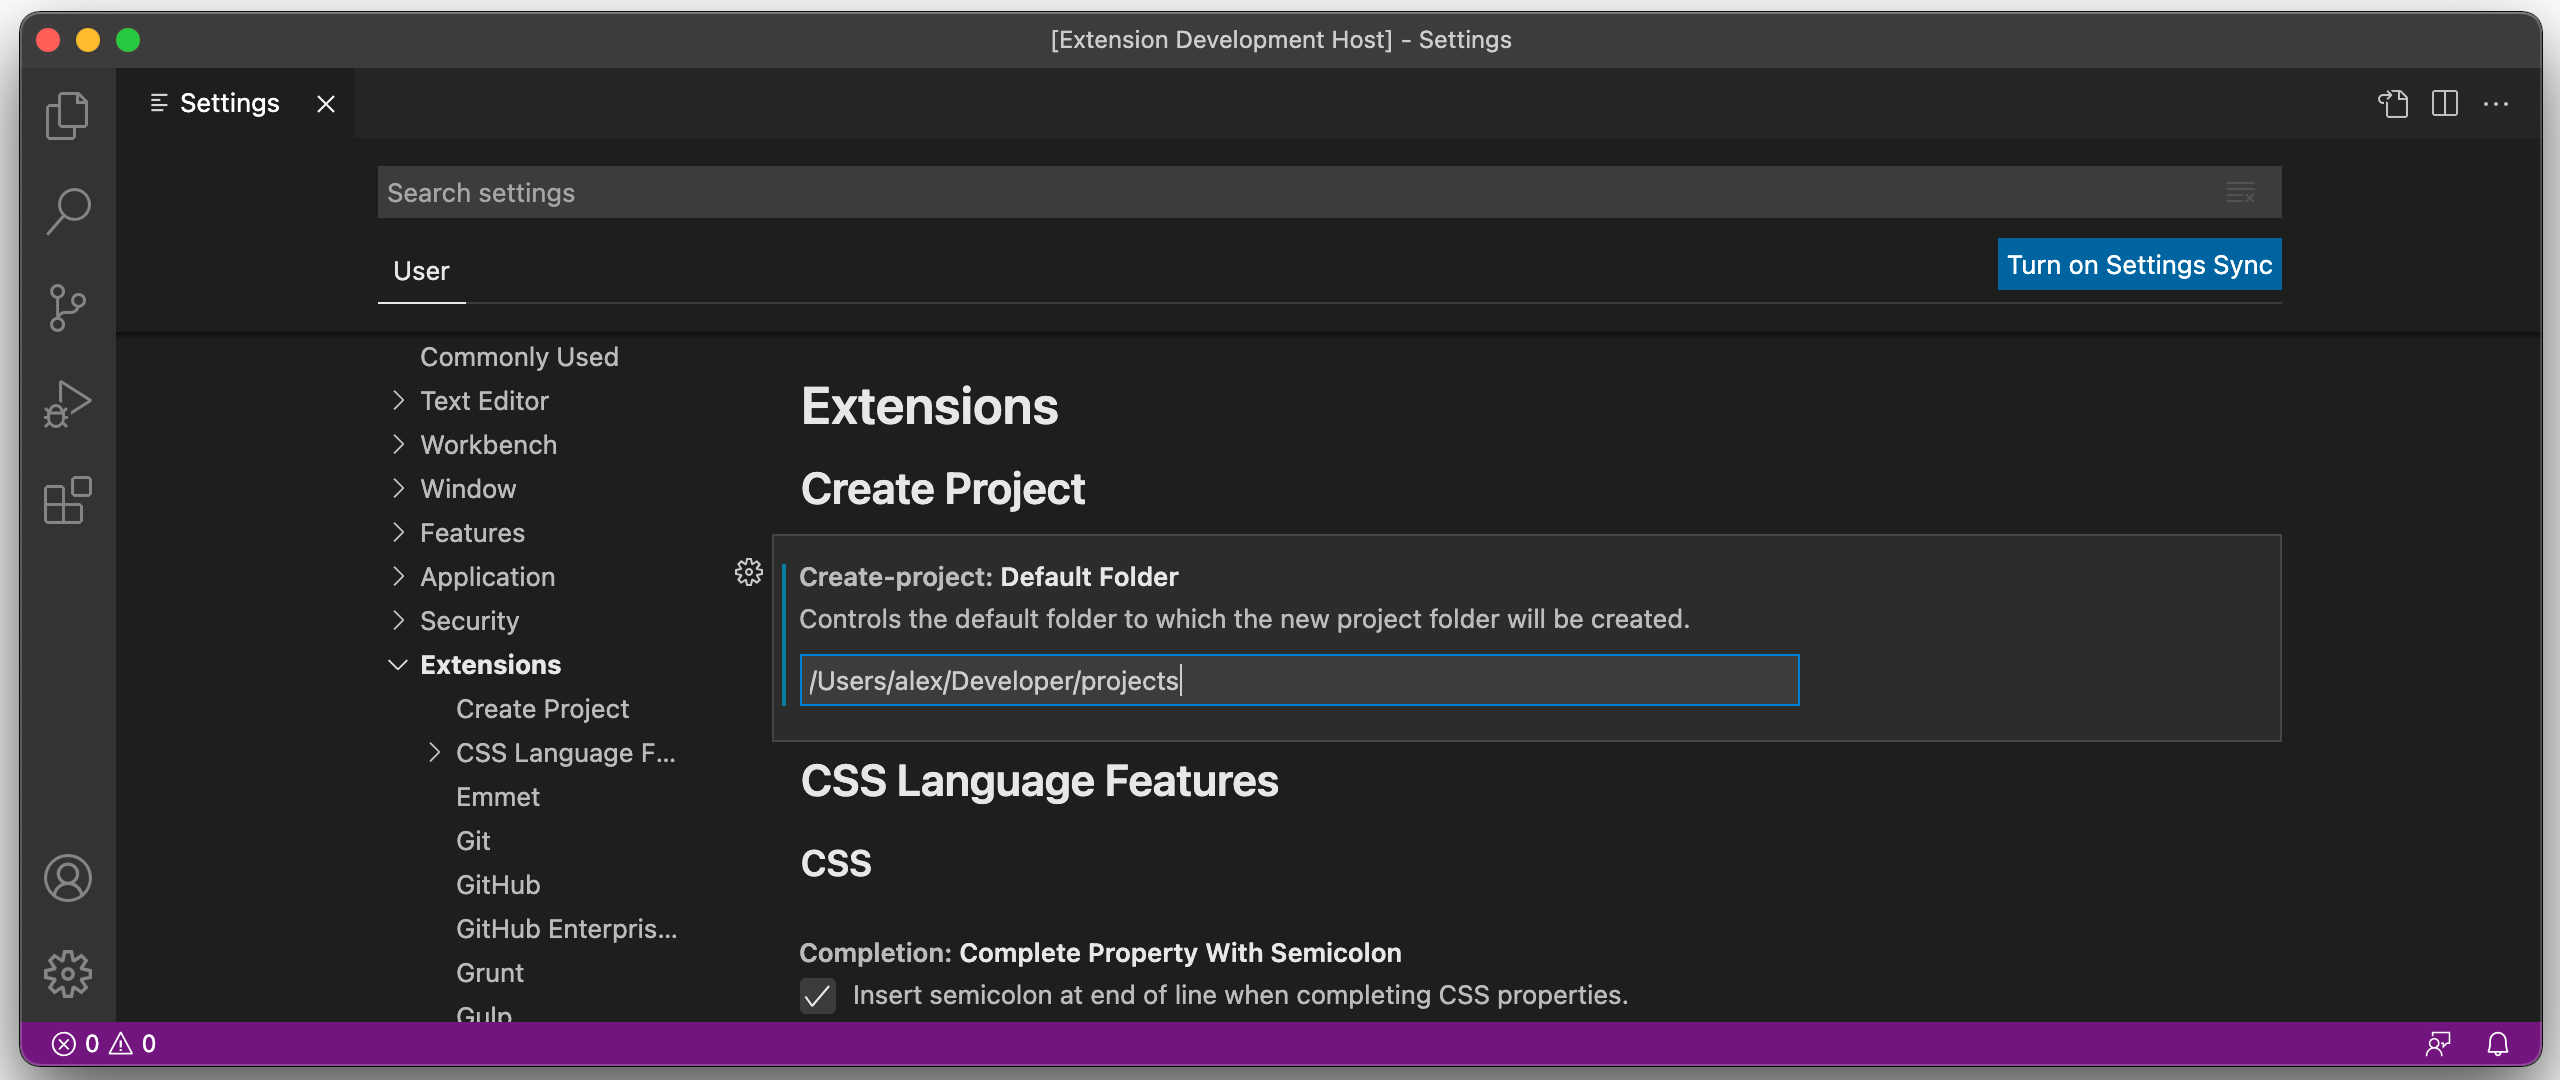 [Extension Development Host] - Settings
Settings
Search settings
User
Turn on Settings Sync
Commonly Used
Text Editor
Workbench
Window
Features
Application
Security
Extensions
Create Project
CSS Language F...
Emmet
Git
GitHub
GitHub Enterpris...
Grunt
Gulp
Extensions
Create Project
Create-project: Default Folder
Controls the default folder to which the new project folder will be created.
/Users/alex/Developer/projects
CSS Language Features
CSS
Completion: Complete Property With Semicolon
Insert semicolon at end of line when completing CSS properties.
0 0